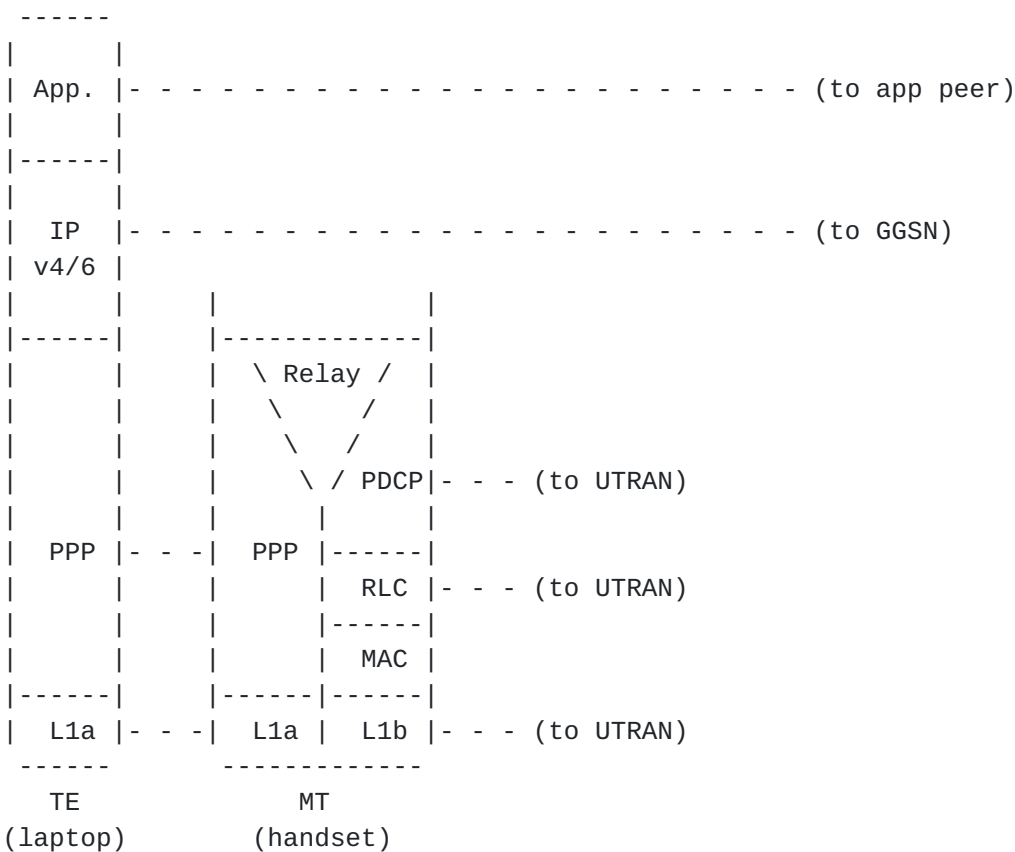 App. (to app peer)
IP (to GGSN)
v4/6
Relay
PDCP (to UTRAN)
PPP PPP
RLC (to UTRAN)
MAC
L1a L1a L1b (to UTRAN)
TE MT
(laptop) (handset)